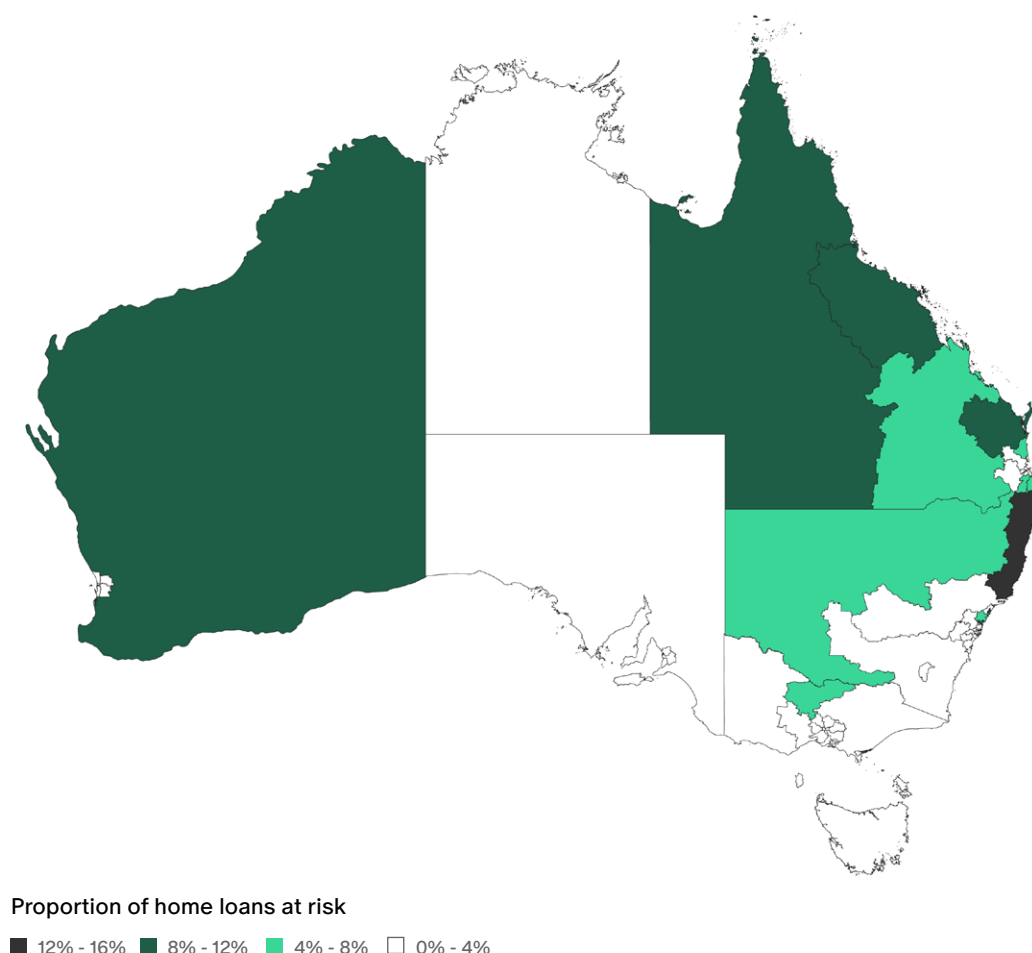 Proportion of home loans at risk
12% - 16% 8% - 12% 4% - 8% 0% - 4%